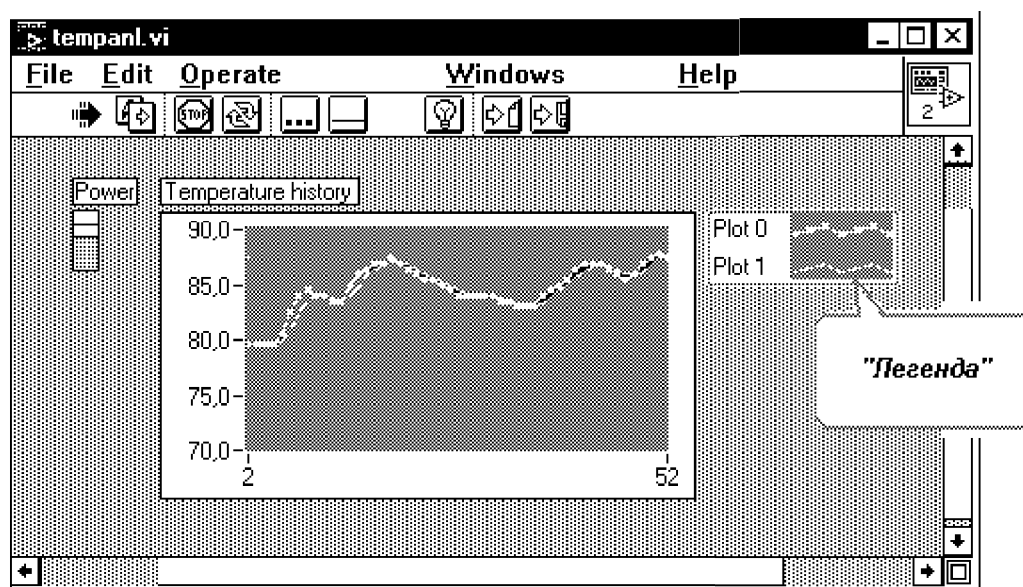 tempanl.vi
File Edit Operate Windows Help
STOP
2
Power
Temperature history
90,0
85,0
80,0
75,0
70,0
2 52
Plot 0
Plot 1
"Легенда"